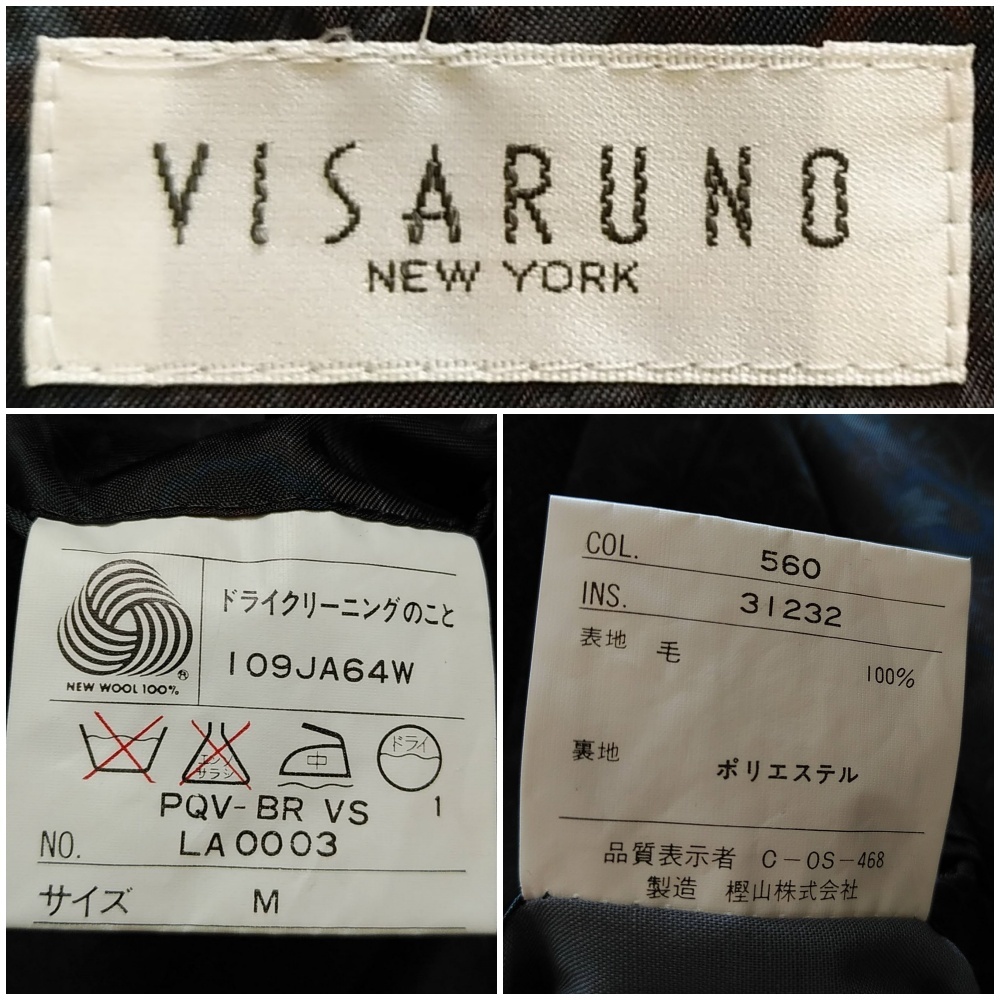 VISARUNO
NEW YORK
ドライクリーニングのこと
109JA64W
NEW WOOL 100%
エンソ
サラシ
中
ドライ
PQV-BR VS 1
NO. LA0003
サイズ M
COL. 560
INS. 31232
表地 毛 100%
裏地 ポリエステル
品質表示者 C-OS-468
製造 樫山株式会社